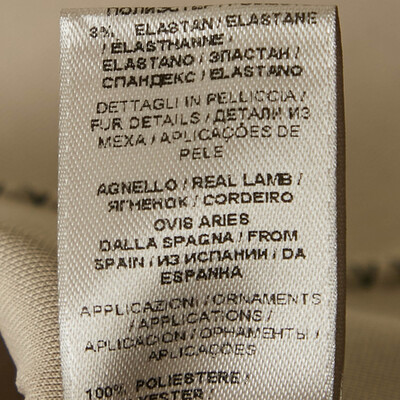 3% ELASTAN / ELASTANE
/ ÉLASTHANNE /
ELASTANO / ЭЛАСТАН /
СПАНДЕКС / ELASTANO
DETTAGLI IN PELLICCIA /
FUR DETAILS / ДЕТАЛИ ИЗ
МЕХА / APLICAÇÕES DE
PELE
AGNELLO / REAL LAMB /
ЯГНЕНОК / CORDEIRO
OVIS ARIES
DALLA SPAGNA / FROM
SPAIN / ИЗ ИСПАНИИ / DA
ESPANHA
APPLICAZIONI / ORNAMENTS
/ APPLICATIONS /
APLICACION / ОРНАМЕНТЫ /
APLICAÇÕES
100% POLIESTERE /